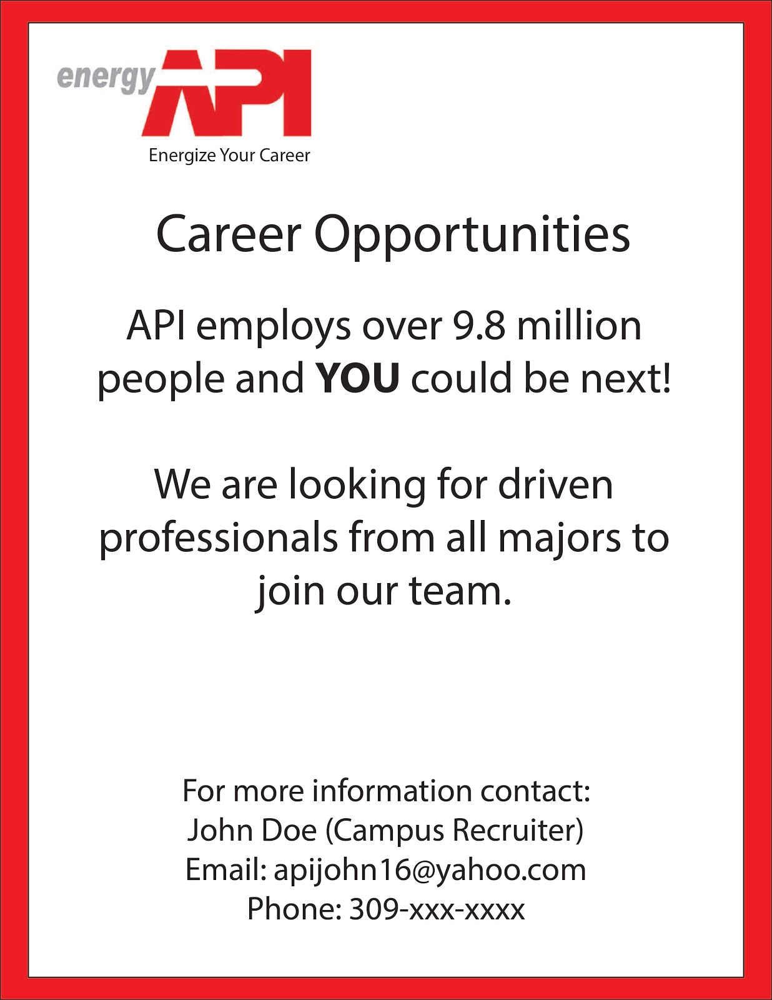 energy API
Energize Your Career
Career Opportunities
API employs over 9.8 million
people and YOU could be next!
We are looking for driven
professionals from all majors to
join our team.
For more information contact:
John Doe (Campus Recruiter)
Email: apijohn16@yahoo.com
Phone: 309-xxx-xxxx